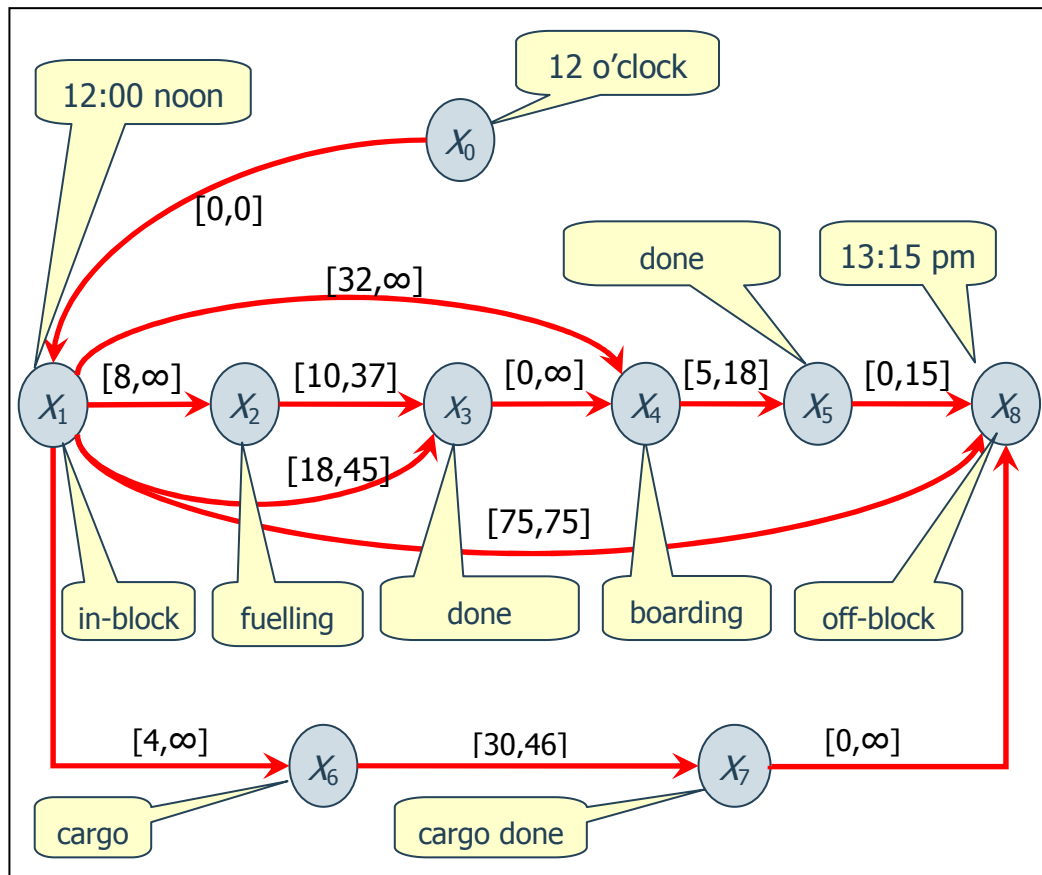 12 o'clock
12:00 noon
X0
[0,0]
done
13:15 pm
[32,∞]
[8,∞]
[10,37]
[0,∞]
[5,18]
[0,15]
X1
X2
X3
X4
X5
X8
[18,45]
[75,75]
in-block
fuelling
done
boarding
off-block
[4,∞]
[30,46]
[0,∞]
X6
X7
cargo
cargo done